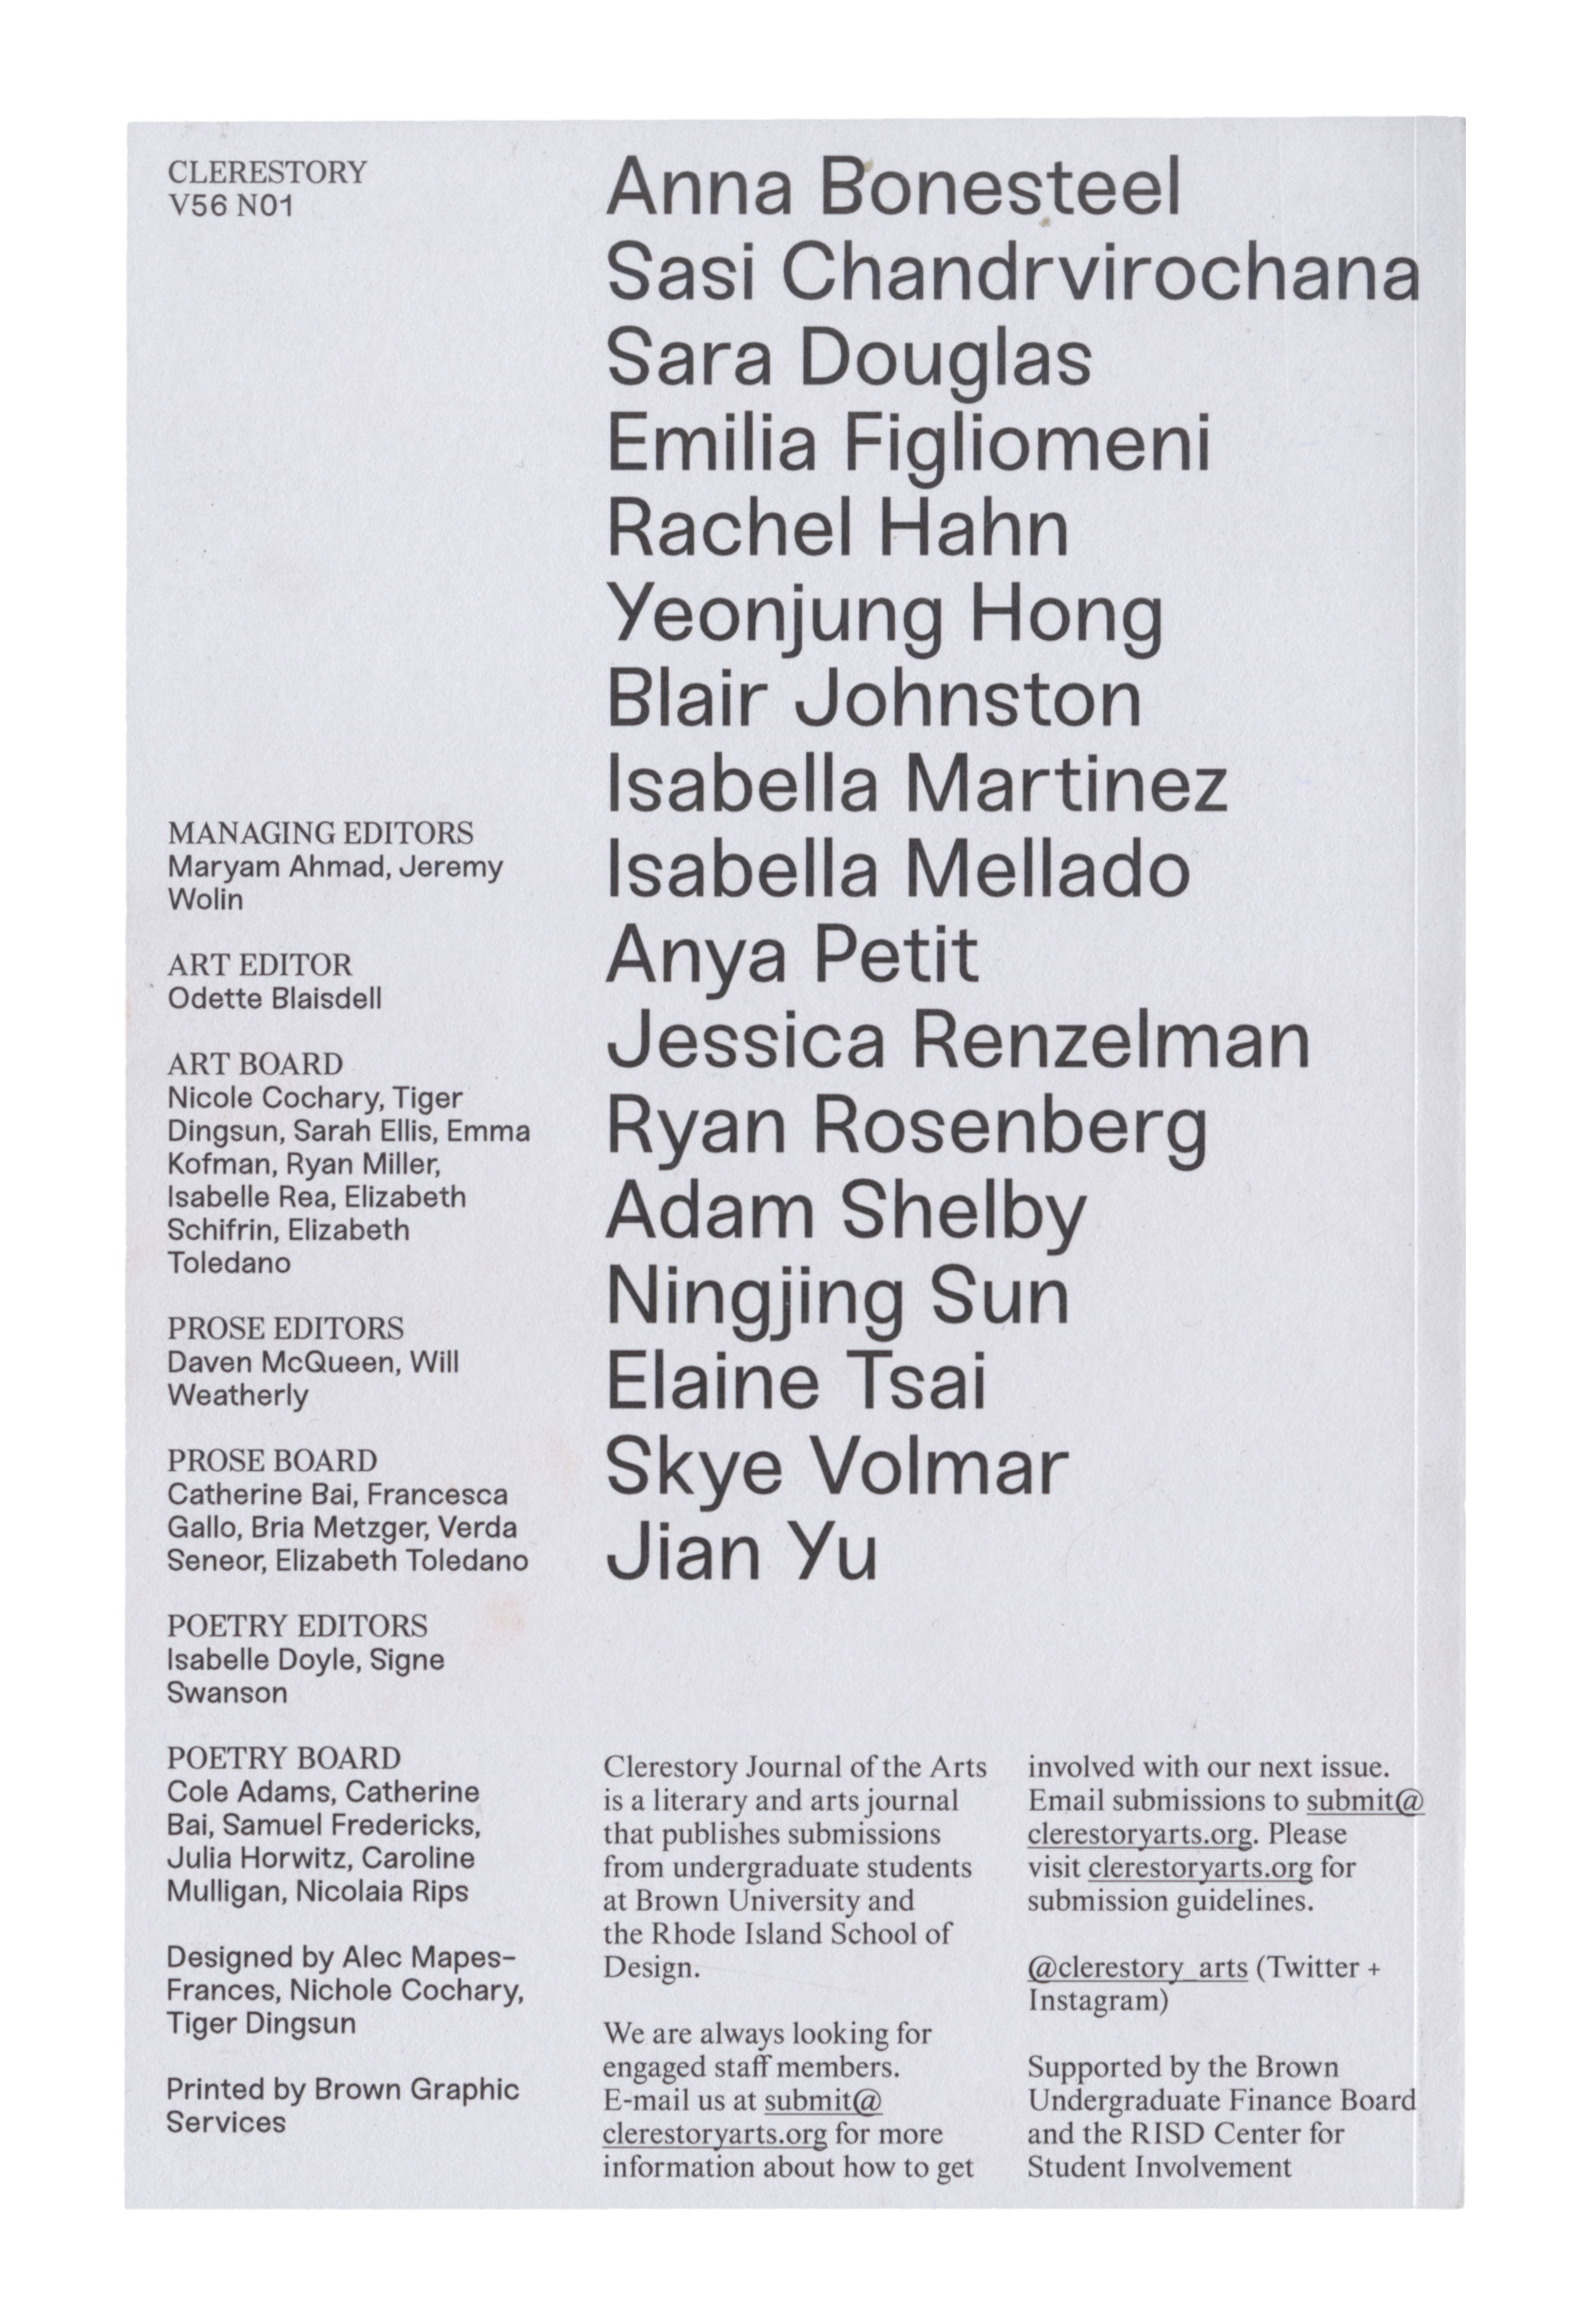 CLERESTORY
V56 N01
MANAGING EDITORS
Maryam Ahmad, Jeremy
Wolin
ART EDITOR
Odette Blaisdell
ART BOARD
Nicole Cochary, Tiger
Dingsun, Sarah Ellis, Emma
Kofman, Ryan Miller,
Isabelle Rea, Elizabeth
Schifrin, Elizabeth
Toledano
PROSE EDITORS
Daven McQueen, Will
Weatherly
PROSE BOARD
Catherine Bai, Francesca
Gallo, Bria Metzger, Verda
Seneor, Elizabeth Toledano
POETRY EDITORS
Isabelle Doyle, Signe
Swanson
POETRY BOARD
Cole Adams, Catherine
Bai, Samuel Fredericks,
Julia Horwitz, Caroline
Mulligan, Nicolaia Rips
Designed by Alec Mapes-
Frances, Nichole Cochary,
Tiger Dingsun
Printed by Brown Graphic
Services
Anna Bonesteel
Sasi Chandrvirochana
Sara Douglas
Emilia Figliomeni
Rachel Hahn
Yeonjung Hong
Blair Johnston
Isabella Martinez
Isabella Mellado
Anya Petit
Jessica Renzelman
Ryan Rosenberg
Adam Shelby
Ningjing Sun
Elaine Tsai
Skye Volmar
Jian Yu
Clerestory Journal of the Arts
is a literary and arts journal
that publishes submissions
from undergraduate students
at Brown University and
the Rhode Island School of
Design.
We are always looking for
engaged staff members.
E-mail us at submit@
clerestoryarts.org for more
information about how to get
involved with our next issue.
Email submissions to submit@
clerestoryarts.org. Please
visit clerestoryarts.org for
submission guidelines.
@clerestory_arts (Twitter +
Instagram)
Supported by the Brown
Undergraduate Finance Board
and the RISD Center for
Student Involvement